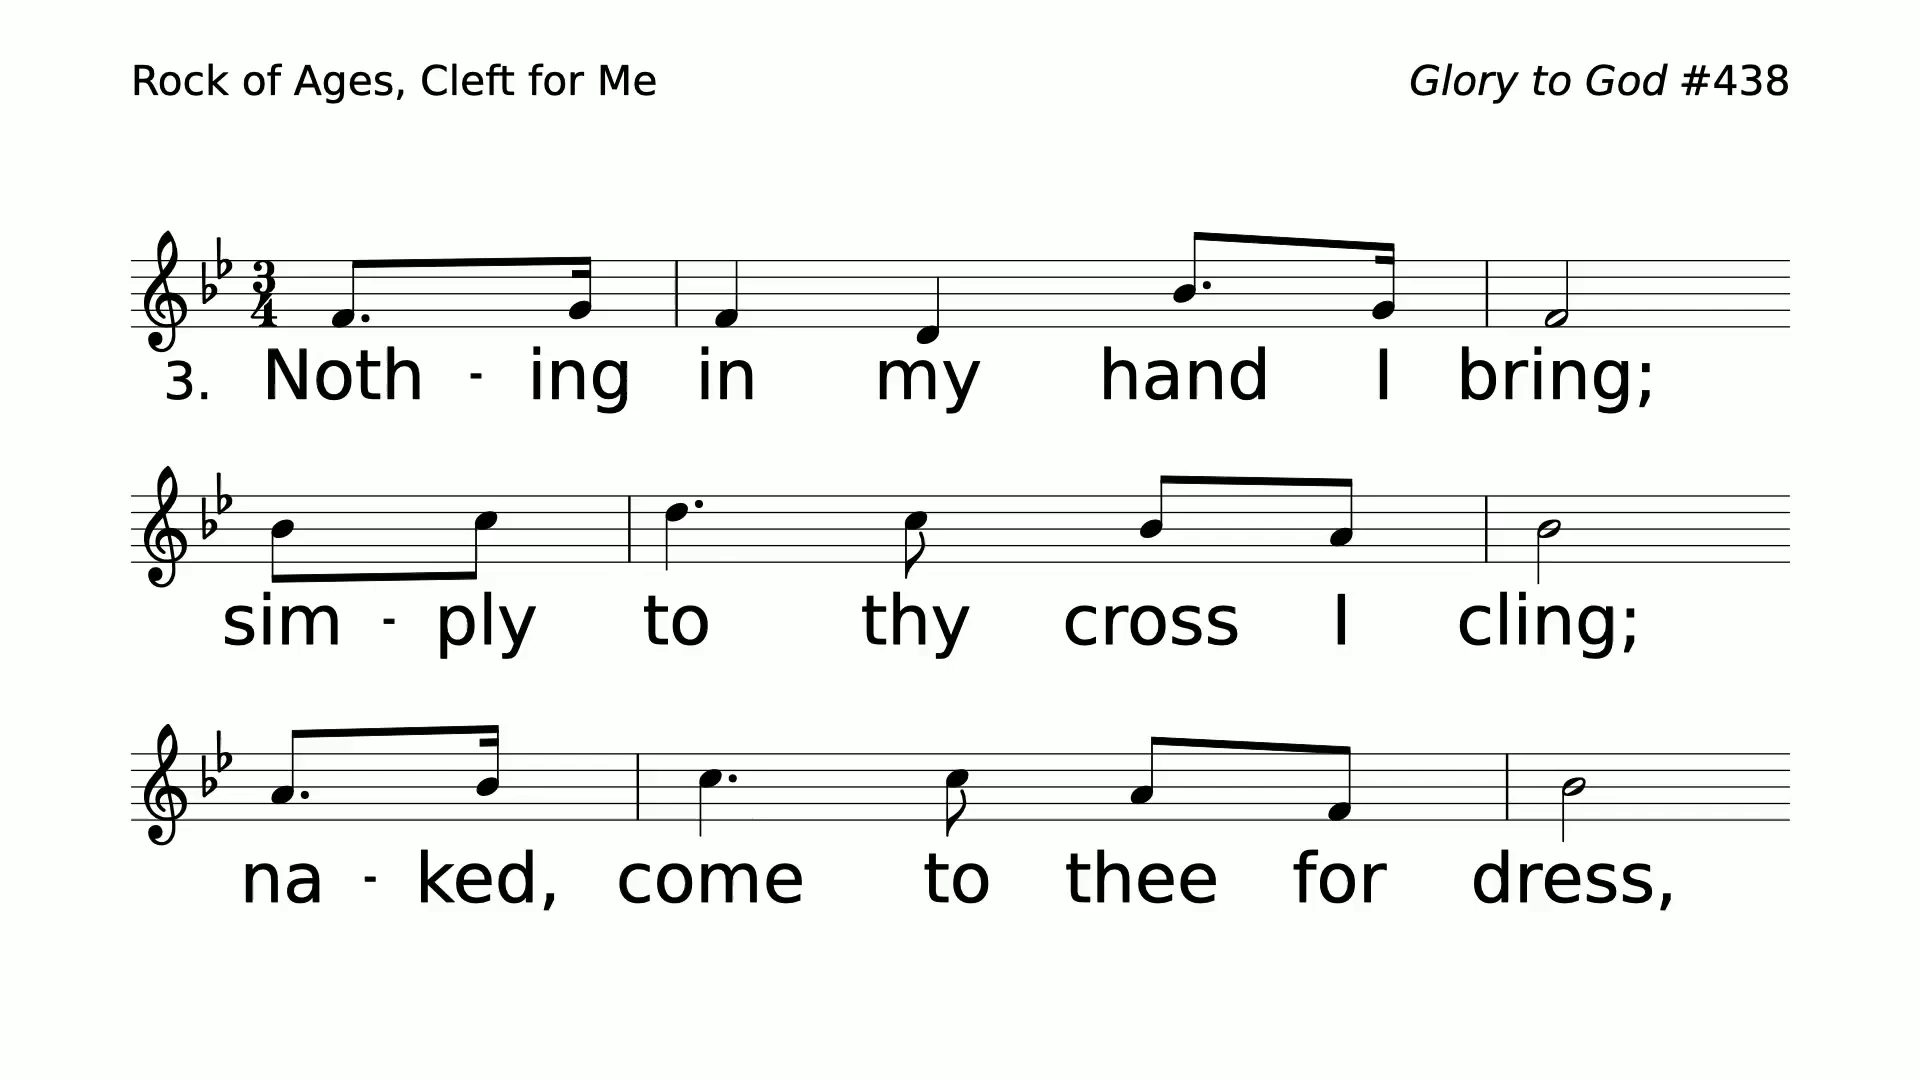 Rock of Ages, Cleft for Me Glory to God #438
3. Noth - ing in my hand I bring;
sim - ply to thy cross I cling;
na - ked, come to thee for dress,